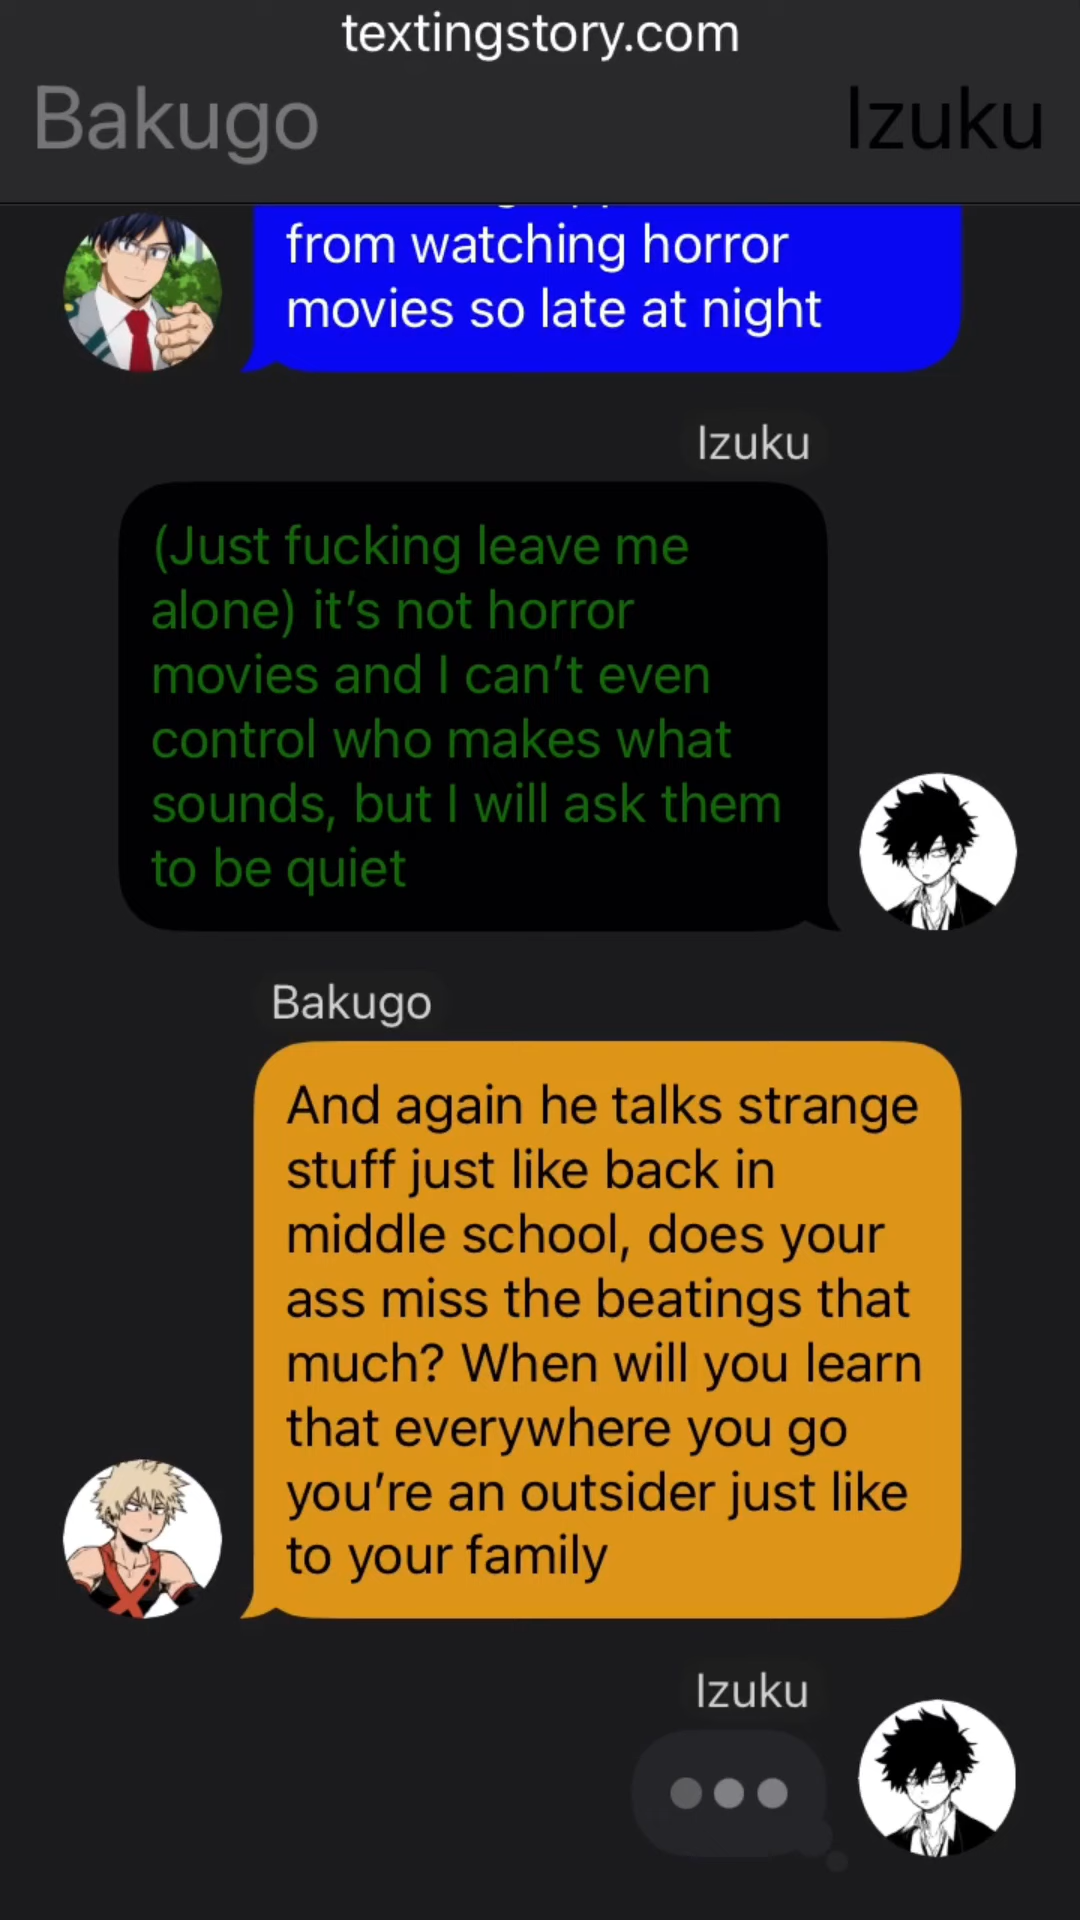 textingstory.com
Bakugo
Izuku
from watching horror
movies so late at night
Izuku
(Just fucking leave me
alone) it’s not horror
movies and I can’t even
control who makes what
sounds, but I will ask them
to be quiet
Bakugo
And again he talks strange
stuff just like back in
middle school, does your
ass miss the beatings that
much? When will you learn
that everywhere you go
you’re an outsider just like
to your family
Izuku